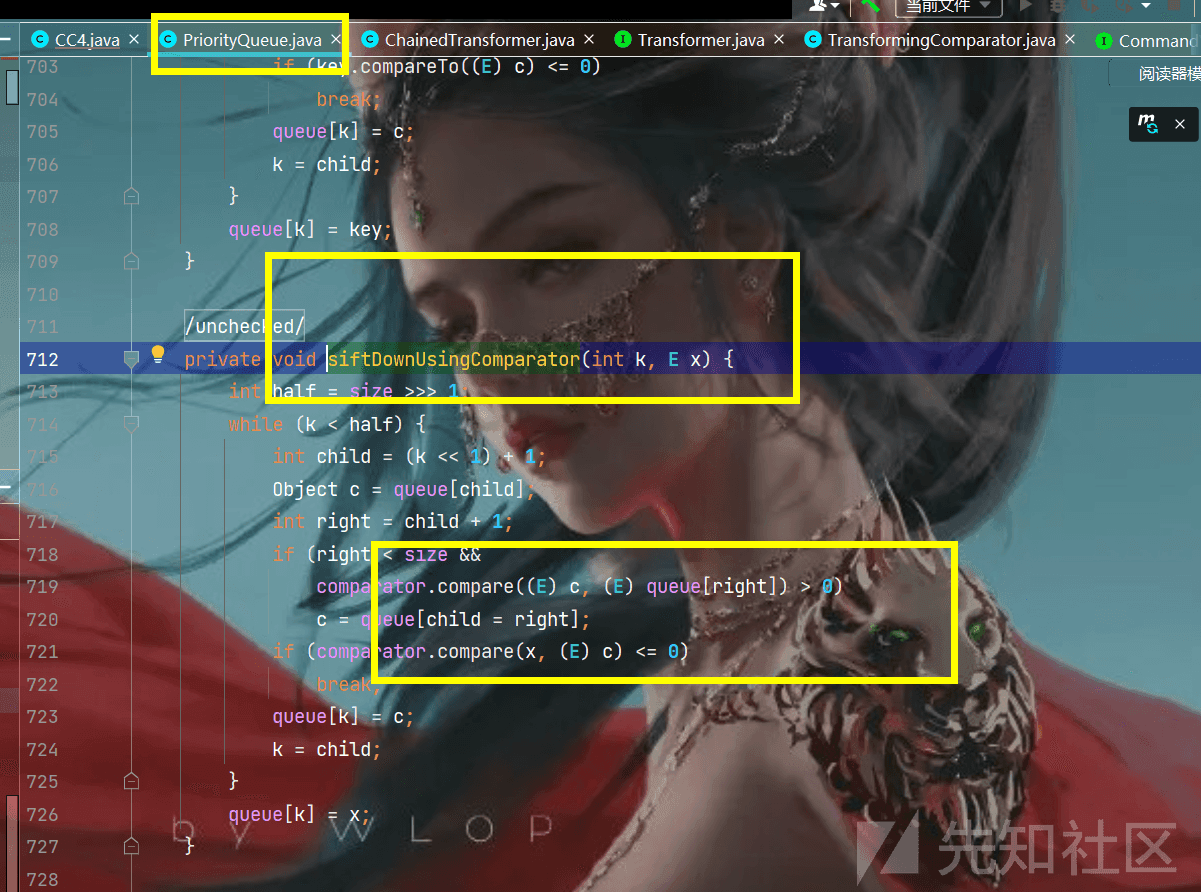 当前文件
CC4.java × PriorityQueue.java × ChainedTransformer.java × Transformer.java × TransformingComparator.java × Command
阅读器模
703 if (key.compareTo((E) c) <= 0)
704 break;
705 queue[k] = c;
706 k = child;
707 }
708 queue[k] = key;
709 }
710
711 /unchecked/
712 private void siftDownUsingComparator(int k, E x) {
713 int half = size >>> 1
714 while (k < half) {
715 int child = (k << 1) + 1;
716 Object c = queue[child];
717 int right = child + 1;
718 if (right < size &&
719 comparator.compare((E) c, (E) queue[right]) > 0)
720 c = queue[child = right];
721 if (comparator.compare(x, (E) c) <= 0)
722 break;
723 queue[k] = c;
724 k = child;
725 }
726 queue[k] = x;
727 }
728
by WLOP
先知社区